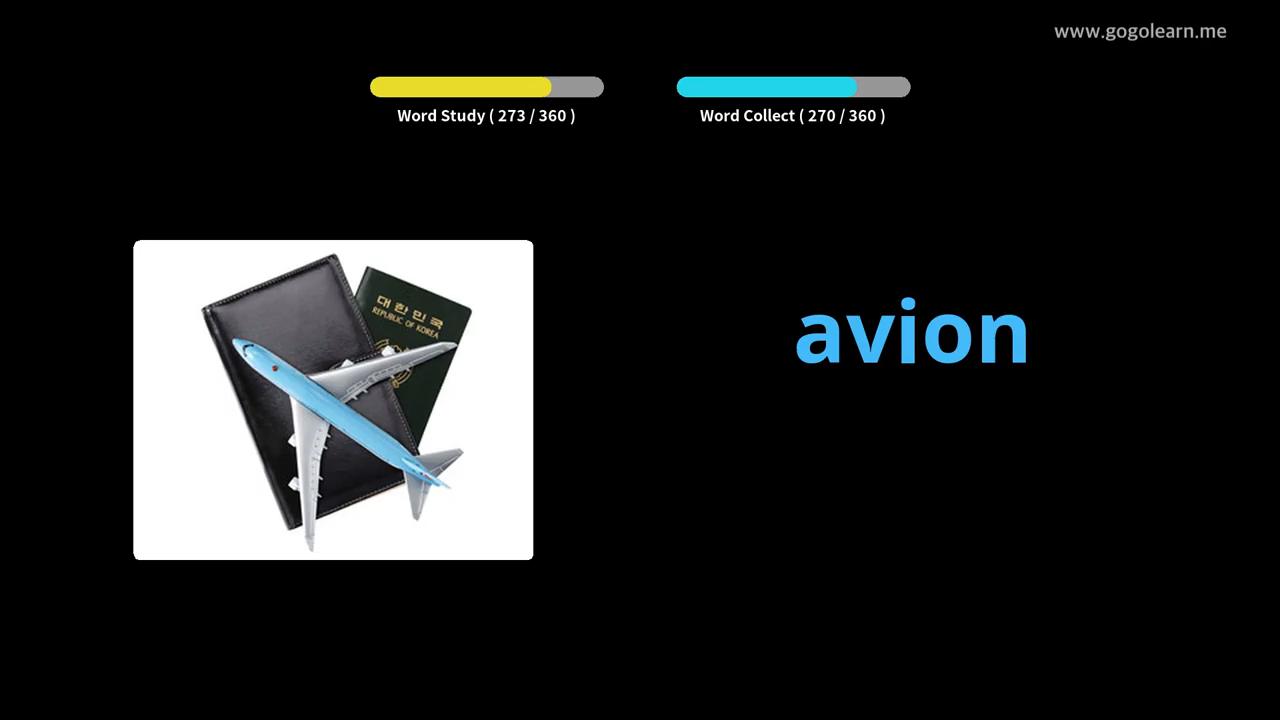 www.gogolearn.me
Word Study ( 273 / 360 )
Word Collect ( 270 / 360 )
대한민국
REPUBLIC OF KOREA
avion